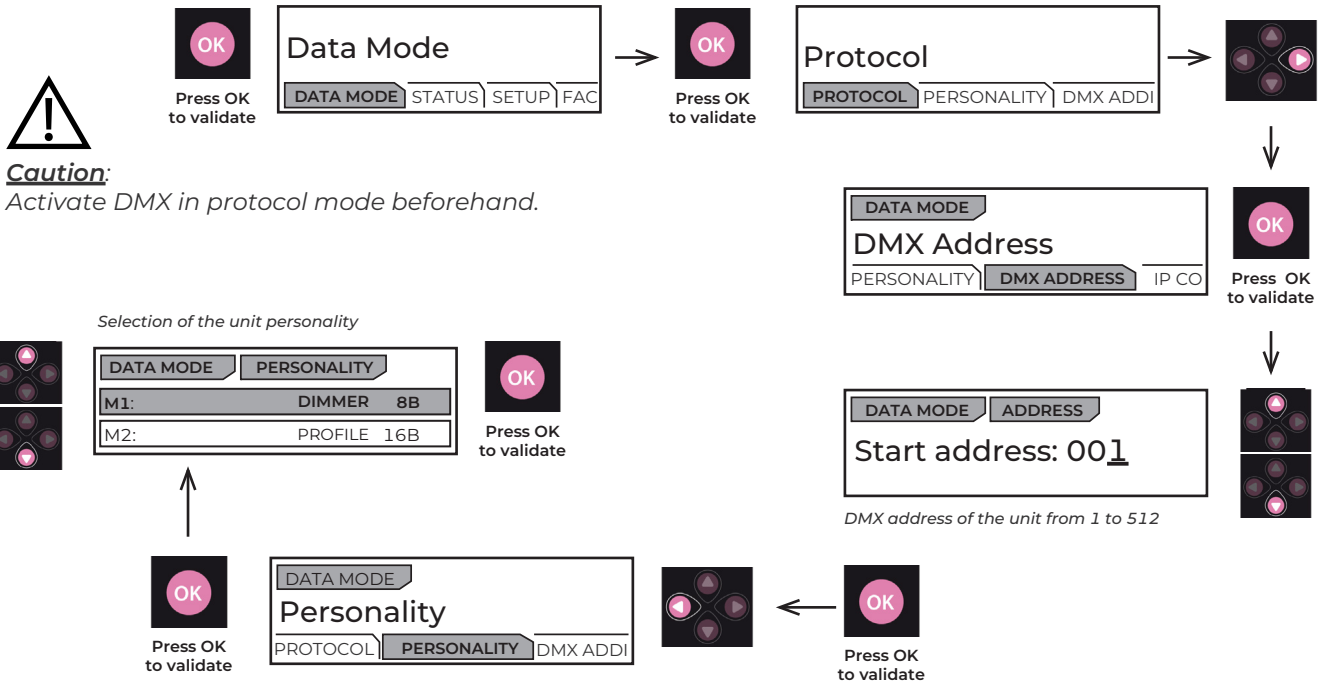 OK
Press OK
to validate
Data Mode
DATA MODE STATUS SETUP FAC
OK
Press OK
to validate
Protocol
PROTOCOL PERSONALITY DMX ADDI
Caution:
Activate DMX in protocol mode beforehand.
DATA MODE
DMX Address
PERSONALITY DMX ADDRESS IP CO
OK
Press OK
to validate
DATA MODE ADDRESS
Start address: 001
DMX address of the unit from 1 to 512
OK
Press OK
to validate
DATA MODE
Personality
PROTOCOL PERSONALITY DMX ADDI
OK
Press OK
to validate
Selection of the unit personality
DATA MODE PERSONALITY
M1: DIMMER 8B
M2: PROFILE 16B
OK
Press OK
to validate